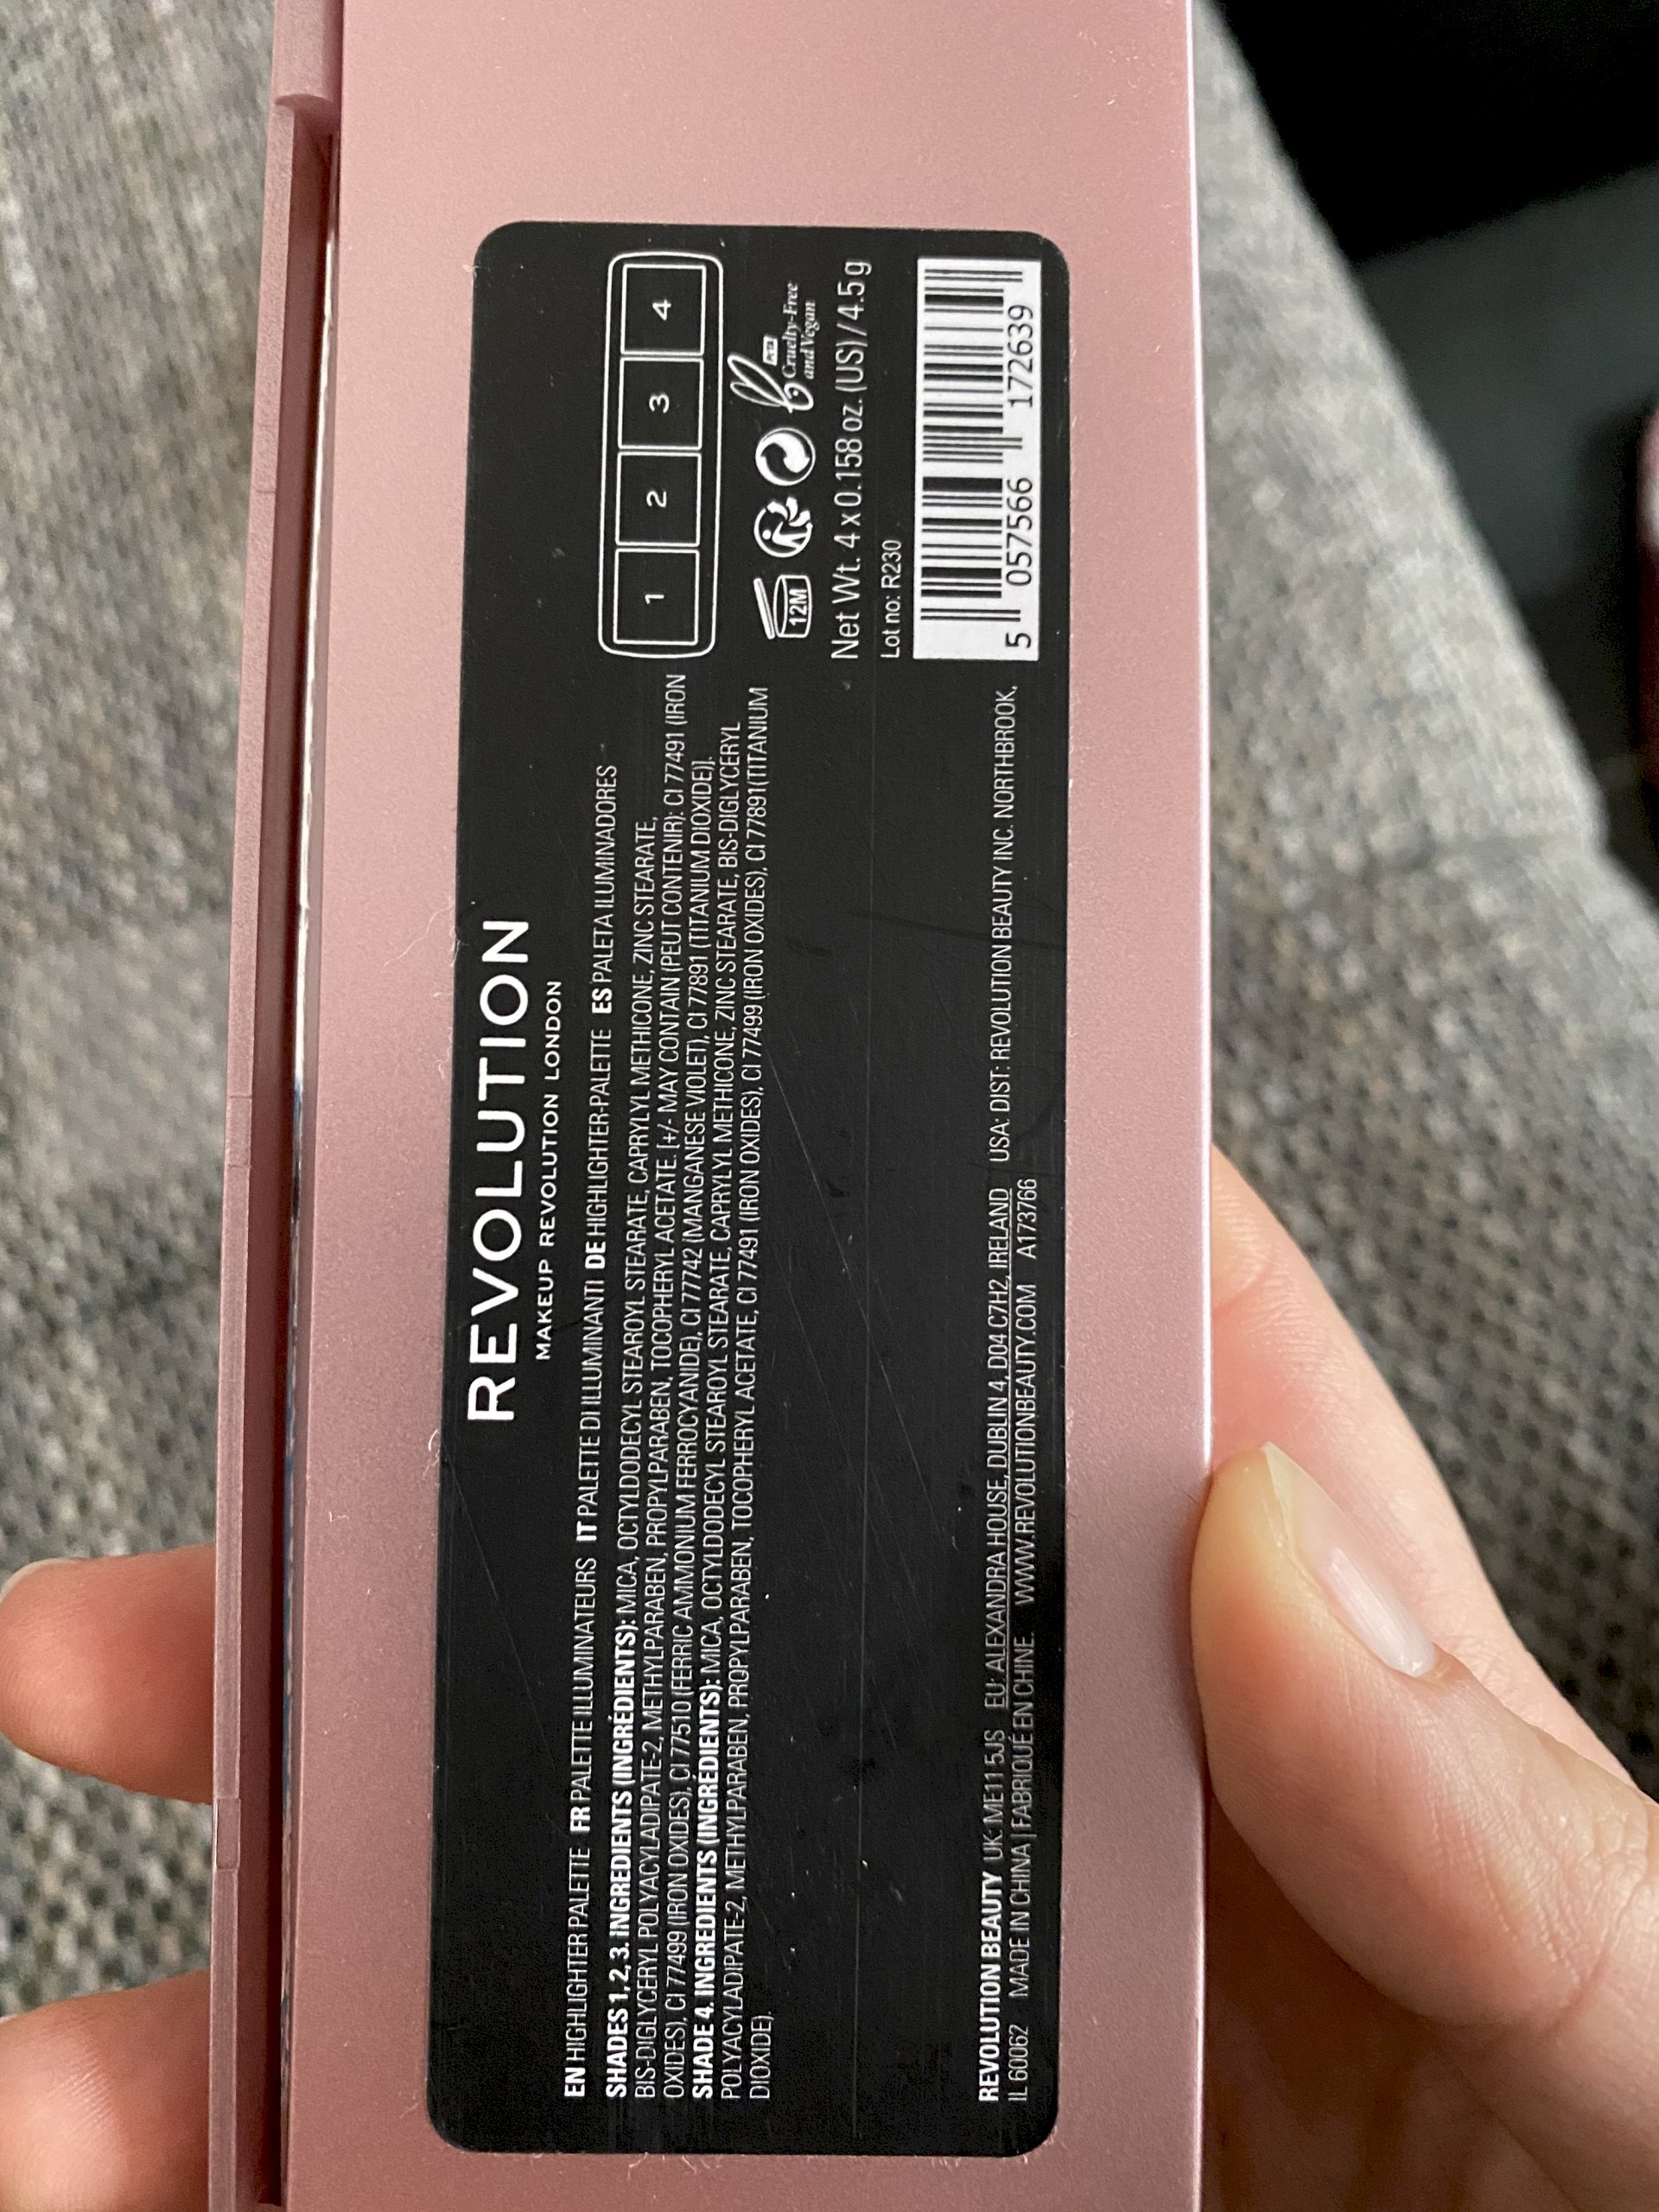 REVOLUTION
MAKEUP REVOLUTION LONDON
EN HIGHLIGHTER PALETTE FR PALETTE ILLUMINATEURS IT PALETTE DI ILLUMINANTI DE HIGHLIGHTER-PALETTE ES PALETA ILUMINADORES
SHADES 1, 2, 3. INGREDIENTS (INGRÉDIENTS): MICA, OCTYLDODECYL STEAROYL STEARATE, CAPRYLYL METHICONE, ZINC STEARATE,
BIS-DIGLYCERYL POLYACYLADIPATE-2, METHYLPARABEN, PROPYLPARABEN, TOCOPHERYL ACETATE. [+/- MAY CONTAIN (PEUT CONTENIR): CI 77491 (IRON
OXIDES), CI 77499 (IRON OXIDES), CI 77510 (FERRIC AMMONIUM FERROCYANIDE), CI 77742 (MANGANESE VIOLET), CI 77891 (TITANIUM DIOXIDE)].
SHADE 4. INGREDIENTS (INGRÉDIENTS): MICA, OCTYLDODECYL STEAROYL STEARATE, CAPRYLYL METHICONE, ZINC STEARATE, BIS-DIGLYCERYL
POLYACYLADIPATE-2, METHYLPARABEN, PROPYLPARABEN, TOCOPHERYL ACETATE, CI 77491 (IRON OXIDES), CI 77499 (IRON OXIDES), CI 77891(TITANIUM
DIOXIDE).
REVOLUTION BEAUTY UK: ME11 5JS EU: ALEXANDRA HOUSE, DUBLIN 4, D04 C7H2, IRELAND USA: DIST: REVOLUTION BEAUTY INC. NORTHBROOK,
IL 60062 MADE IN CHINA | FABRIQUÉ EN CHINE. WWW.REVOLUTIONBEAUTY.COM A173766
1 2 3 4
12M
PETA
Cruelty-Free
and Vegan
Net Wt. 4 x 0.158 oz. (US) / 4.5 g
Lot no: R230
5 057566 172639